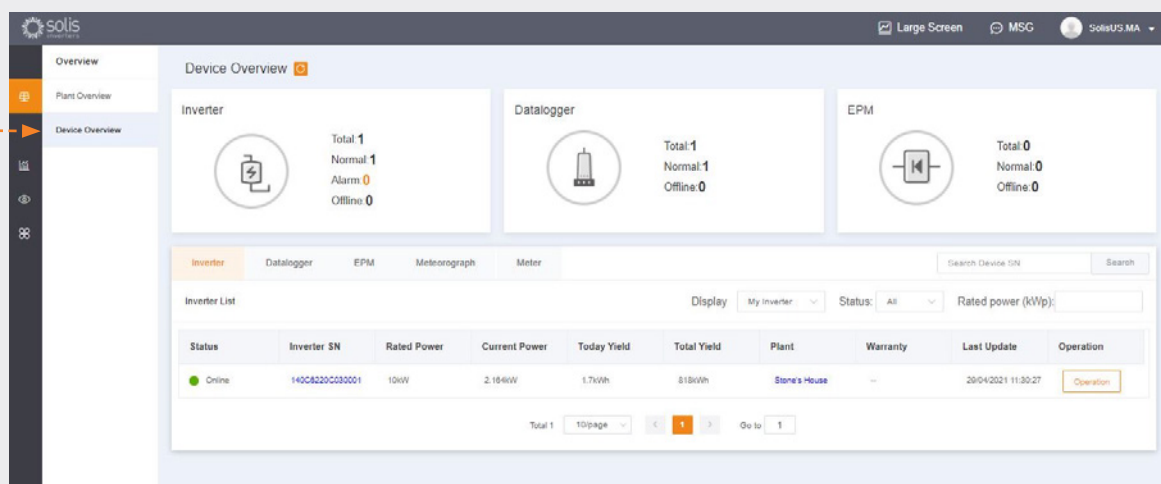 solis
inverters
Large Screen MSG SolisUS.MA
Overview
Plant Overview
Device Overview
Device Overview
Inverter
Total:1
Normal:1
Alarm:0
Offline:0
Datalogger
Total:1
Normal:1
Offline:0
EPM
Total:0
Normal:0
Offline:0
Inverter Datalogger EPM Meteorograph Meter Search Device SN Search
Inverter List Display My Inverter Status: All Rated power (kWp):
Status Inverter SN Rated Power Current Power Today Yield Total Yield Plant Warranty Last Update Operation
Online 140C6220C030001 10kW 2.164kW 1.7kWh 818kWh Stone's House -- 29/04/2021 11:30:27 Operation
Total 1 10/page < 1 > Go to 1